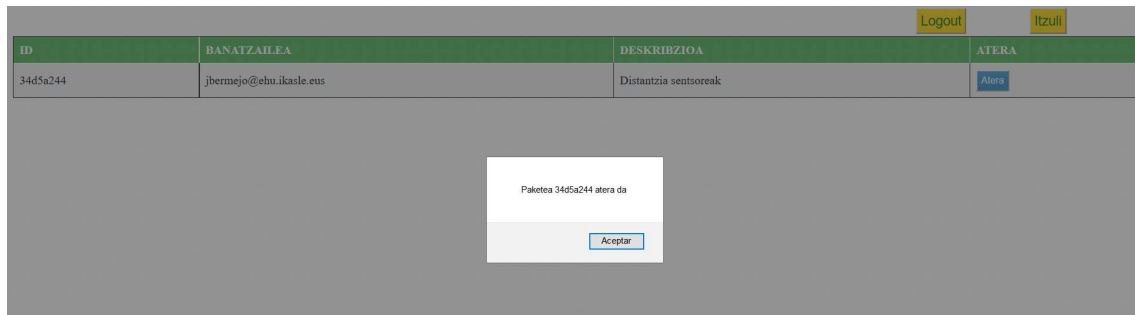 Logout Itzuli
ID BANATZAILEA DESKRIBZIOA ATERA
34d5a244 jbermejo@ehu.ikasle.eus Distantzia sentsoreak Atera
Paketea 34d5a244 atera da
Aceptar